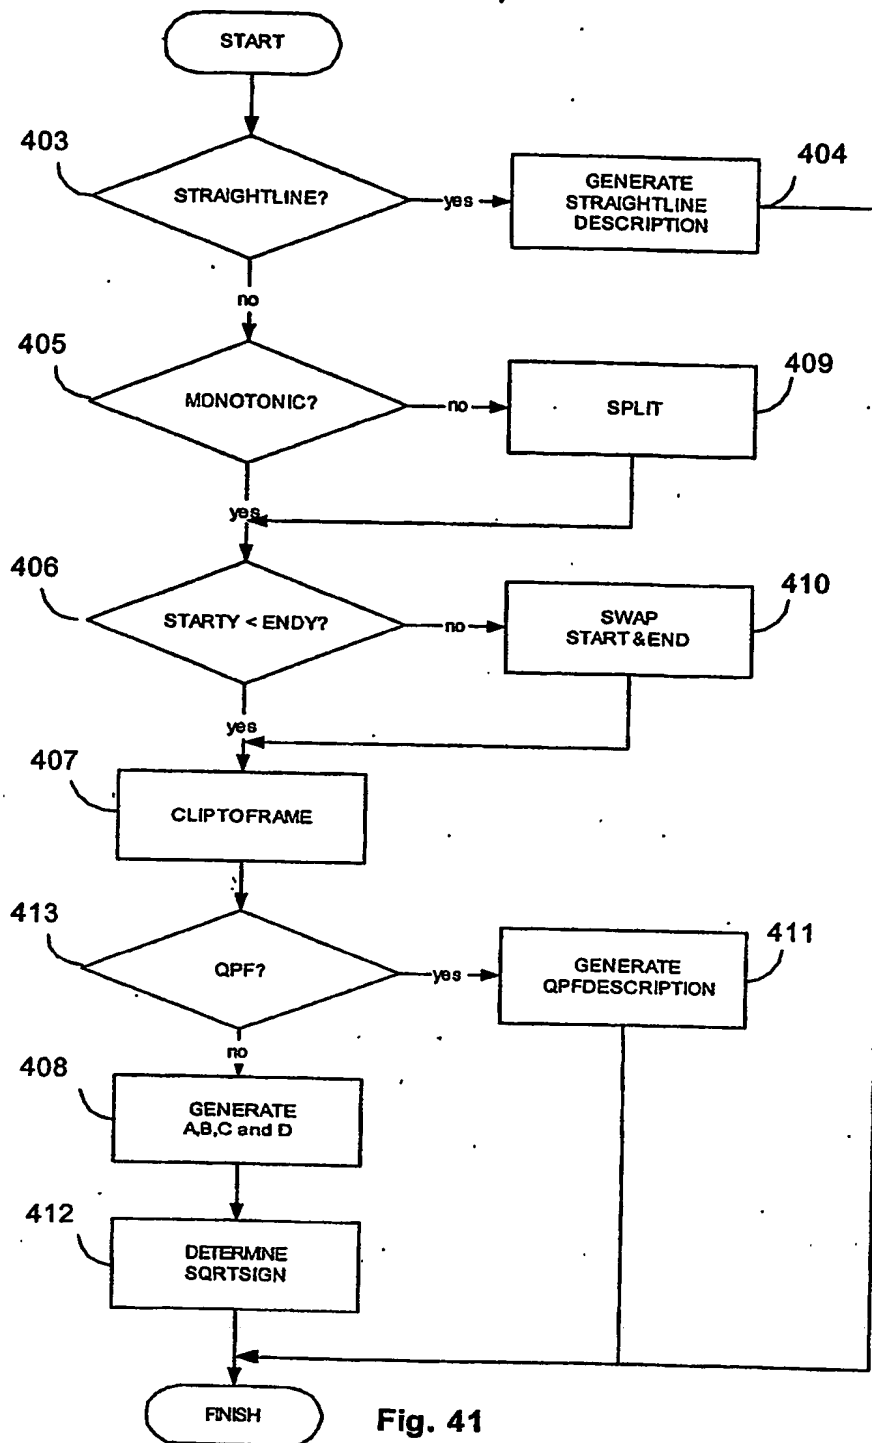 START
403
STRAIGHTLINE?
yes
GENERATE
STRAIGHTLINE
DESCRIPTION
404
no
405
MDNOTONIC?
no
SPLIT
409
yes
406
STARTY < ENDY?
no
SWAP
START & END
410
yes
407
CLIPTOFRAME
413
QPF?
yes
GENERATE
QPFDESCRIPTION
411
no
408
GENERATE
A,B,C and D
412
DETERMNE
SQRTSIGN
FINISH
Fig. 41